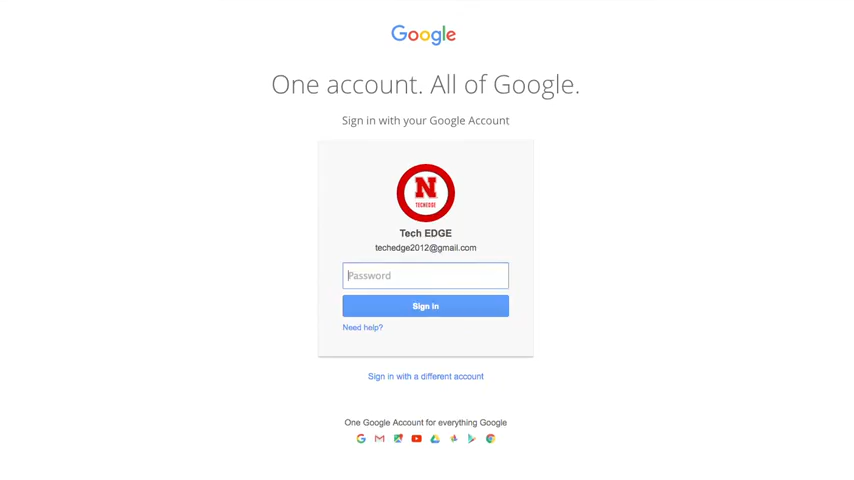 Google
One account. All of Google.
Sign in with your Google Account
N
TECHEDGE
Tech EDGE
techedge2012@gmail.com
Password
Sign In
Need help?
Sign in with a different account
One Google Account for everything Google